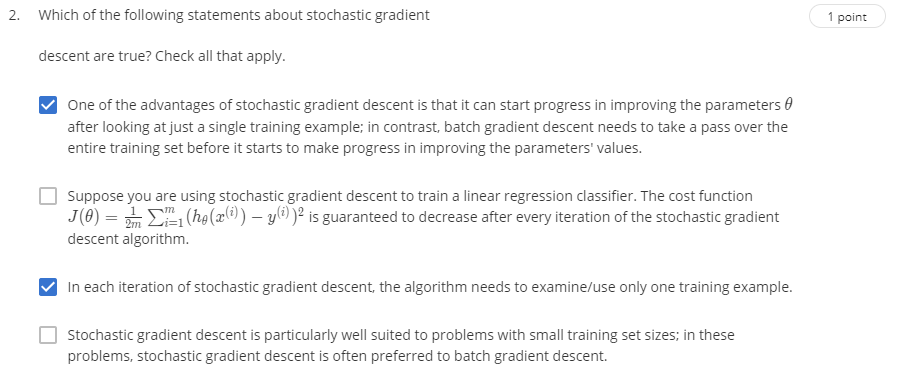 2. Which of the following statements about stochastic gradient
1 point
descent are true? Check all that apply.
One of the advantages of stochastic gradient descent is that it can start progress in improving the parameters θ
after looking at just a single training example; in contrast, batch gradient descent needs to take a pass over the
entire training set before it starts to make progress in improving the parameters' values.
Suppose you are using stochastic gradient descent to train a linear regression classifier. The cost function
J(θ) = 1/2m ∑ᵢ₌₁ᵐ (hθ(x⁽ⁱ⁾) − y⁽ⁱ⁾)² is guaranteed to decrease after every iteration of the stochastic gradient
descent algorithm.
In each iteration of stochastic gradient descent, the algorithm needs to examine/use only one training example.
Stochastic gradient descent is particularly well suited to problems with small training set sizes; in these
problems, stochastic gradient descent is often preferred to batch gradient descent.